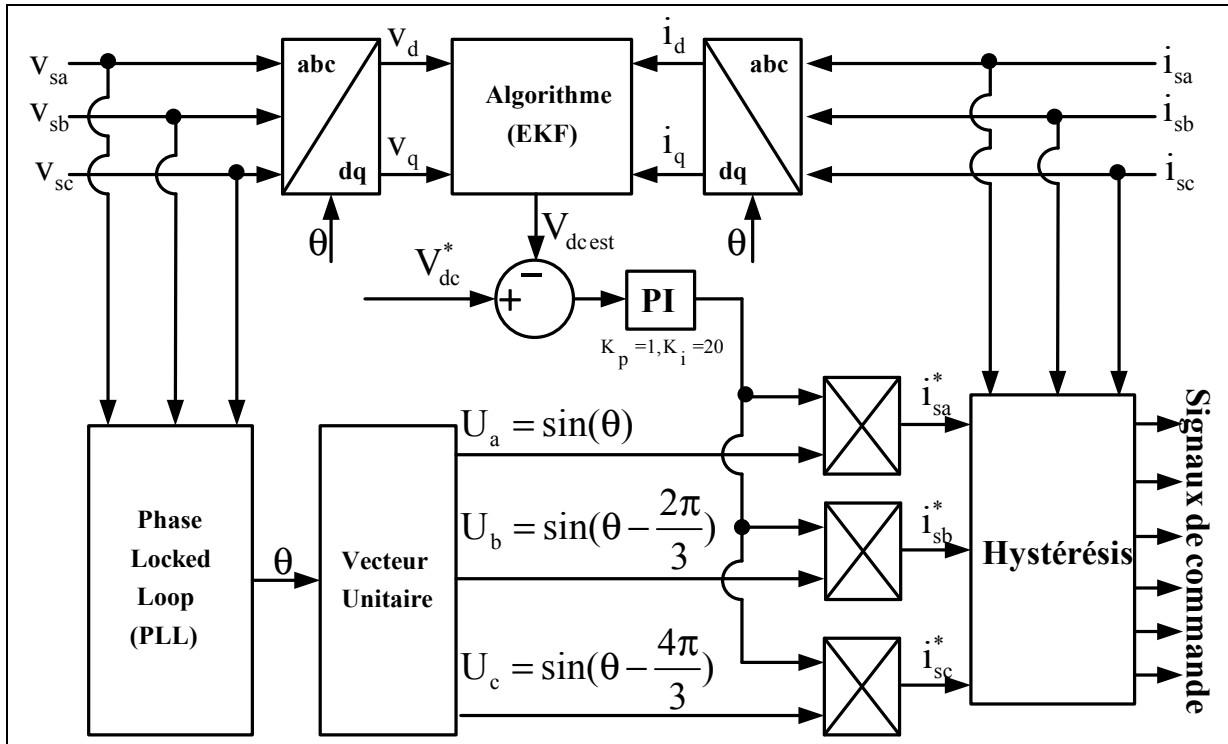 v_sa
v_sb
v_sc
abc
dq
v_d
v_q
Algorithme
(EKF)
i_d
i_q
abc
dq
i_sa
i_sb
i_sc
θ
θ
V_dc est
V*_dc
−
+
PI
K_p =1, K_i =20
Phase
Locked
Loop
(PLL)
θ
Vecteur
Unitaire
U_a = sin(θ)
U_b = sin(θ − 2π/3)
U_c = sin(θ − 4π/3)
i*_sa
i*_sb
i*_sc
Hystérésis
Signaux de commande